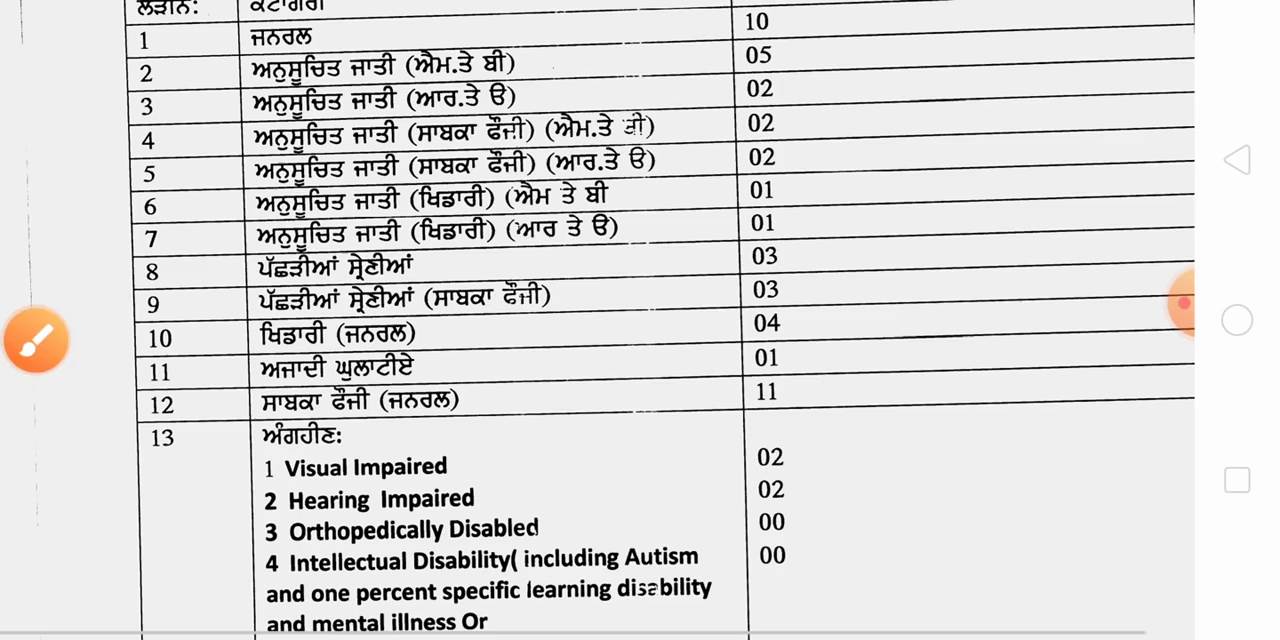 ਲੜੀਨੰ: ਕੈਟਾਗਰੀ
1 ਜਨਰਲ 10
2 ਅਨੁਸੂਚਿਤ ਜਾਤੀ (ਐਮ.ਤੇ ਬੀ) 05
3 ਅਨੁਸੂਚਿਤ ਜਾਤੀ (ਆਰ.ਤੇ ਓ) 02
4 ਅਨੁਸੂਚਿਤ ਜਾਤੀ (ਸਾਬਕਾ ਫੌਜੀ) (ਐਮ.ਤੇ ਬੀ) 02
5 ਅਨੁਸੂਚਿਤ ਜਾਤੀ (ਸਾਬਕਾ ਫੌਜੀ) (ਆਰ.ਤੇ ਓ) 02
6 ਅਨੁਸੂਚਿਤ ਜਾਤੀ (ਖਿਡਾਰੀ) (ਐਮ ਤੇ ਬੀ 01
7 ਅਨੁਸੂਚਿਤ ਜਾਤੀ (ਖਿਡਾਰੀ) (ਆਰ ਤੇ ਓ) 01
8 ਪੱਛੜੀਆਂ ਸ੍ਰੇਣੀਆਂ 03
9 ਪੱਛੜੀਆਂ ਸ੍ਰੇਣੀਆਂ (ਸਾਬਕਾ ਫੌਜੀ) 03
10 ਖਿਡਾਰੀ (ਜਨਰਲ) 04
11 ਅਜਾਦੀ ਘੁਲਾਟੀਏ 01
12 ਸਾਬਕਾ ਫੌਜੀ (ਜਨਰਲ) 11
13 ਅੰਗਹੀਣ:
1 Visual Impaired 02
2 Hearing Impaired 02
3 Orthopedically Disabled 00
4 Intellectual Disability( including Autism 00
and one percent specific learning disability
and mental illness Or